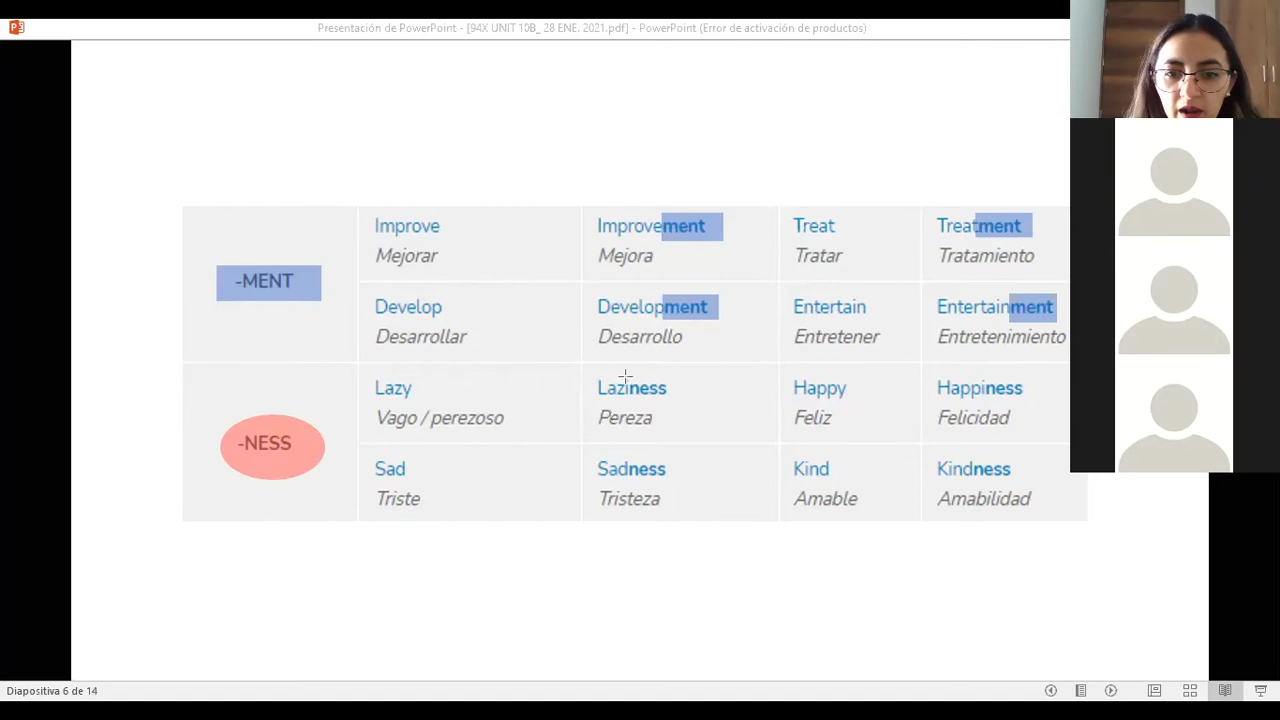 Presentación de PowerPoint - [94X UNIT 10B_ 28 ENE. 2021.pdf] - PowerPoint (Error de activación de productos)
-MENT
Improve
Mejorar
Improvement
Mejora
Treat
Tratar
Treatment
Tratamiento
Develop
Desarrollar
Development
Desarrollo
Entertain
Entretener
Entertainment
Entretenimiento
-NESS
Lazy
Vago / perezoso
Laziness
Pereza
Happy
Feliz
Happiness
Felicidad
Sad
Triste
Sadness
Tristeza
Kind
Amable
Kindness
Amabilidad
Diapositiva 6 de 14